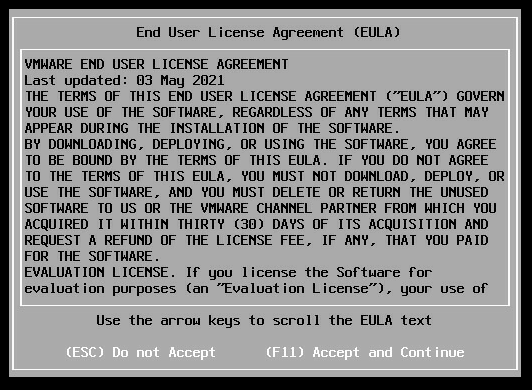 End User License Agreement (EULA)
VMWARE END USER LICENSE AGREEMENT
Last updated: 03 May 2021
THE TERMS OF THIS END USER LICENSE AGREEMENT ("EULA") GOVERN
YOUR USE OF THE SOFTWARE, REGARDLESS OF ANY TERMS THAT MAY
APPEAR DURING THE INSTALLATION OF THE SOFTWARE.
BY DOWNLOADING, DEPLOYING, OR USING THE SOFTWARE, YOU AGREE
TO BE BOUND BY THE TERMS OF THIS EULA. IF YOU DO NOT AGREE
TO THE TERMS OF THIS EULA, YOU MUST NOT DOWNLOAD, DEPLOY, OR
USE THE SOFTWARE, AND YOU MUST DELETE OR RETURN THE UNUSED
SOFTWARE TO US OR THE VMWARE CHANNEL PARTNER FROM WHICH YOU
ACQUIRED IT WITHIN THIRTY (30) DAYS OF ITS ACQUISITION AND
REQUEST A REFUND OF THE LICENSE FEE, IF ANY, THAT YOU PAID
FOR THE SOFTWARE.
EVALUATION LICENSE. If you license the Software for
evaluation purposes (an "Evaluation License"), your use of
Use the arrow keys to scroll the EULA text
(ESC) Do not Accept (F11) Accept and Continue